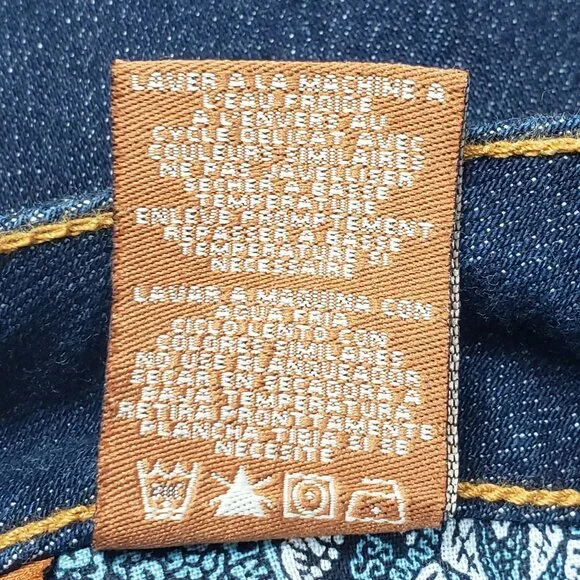 LAVER A LA MACHINE A
L'EAU FROIDE
A L'ENVERS AU
CYCLE DELICAT AVEC
COULEURS SIMILAIRES
NE PAS JAVELLISER
SECHER A BASSE
TEMPERATURE
ENLEVE PROMPTEMENT
REPASSER A BASSE
TEMPERATURE SI
NECESSAIRE
LAVAR A MAQUINA CON
AGUA FRIA
CICLO LENTO CON
COLORES SIMILARES
NO USE BLANQUEADOR
SECAR EN SECADORA A
BAJA TEMPERATURA
RETIRA PRONTAMENTE
PLANCHA TIBIA SI SE
NECESITE